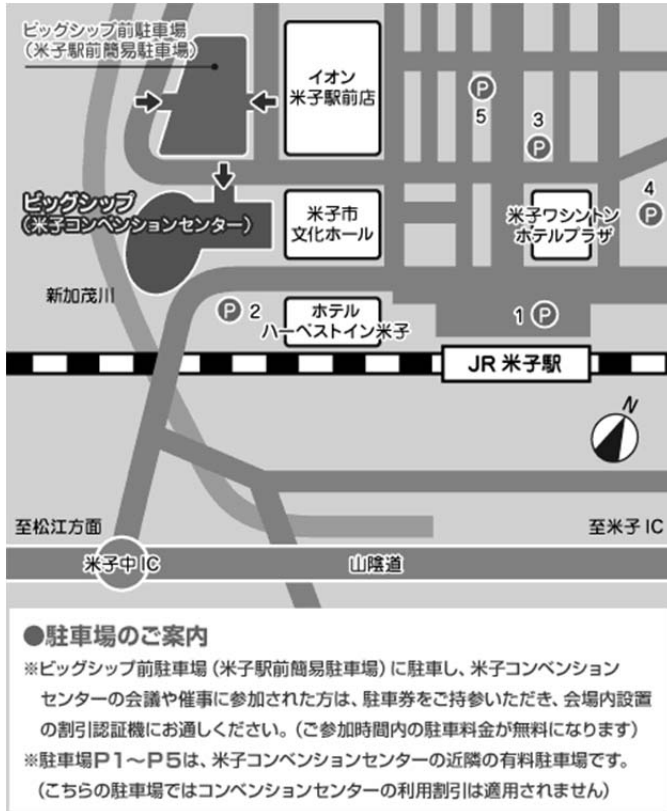 ビッグシップ前駐車場
(米子駅前簡易駐車場)
イオン
米子駅前店
P
5
3
P
4
P
ビッグシップ
(米子コンベンションセンター)
米子市
文化ホール
米子ワシントン
ホテルプラザ
新加茂川
P 2
ホテル
ハーベストイン米子
1 P
JR 米子駅
N
至松江方面
至米子 IC
米子中 IC
山陰道
●駐車場のご案内
※ビッグシップ前駐車場(米子駅前簡易駐車場)に駐車し、米子コンベンション
センターの会議や催事に参加された方は、駐車券をご持参いただき、会場内設置
の割引認証機にお通しください。(ご参加時間内の駐車料金が無料になります)
※駐車場P1~P5は、米子コンベンションセンターの近隣の有料駐車場です。
(こちらの駐車場ではコンベンションセンターの利用割引は適用されません)